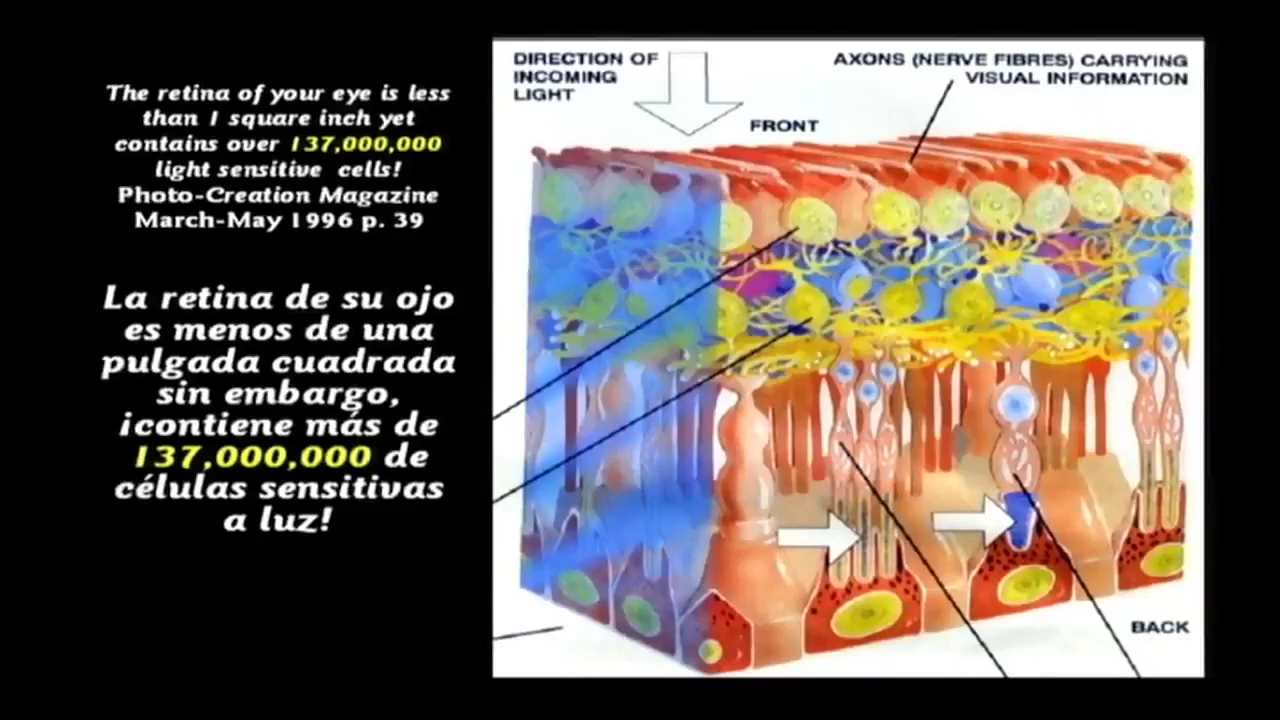 The retina of your eye is less
than 1 square inch yet
contains over 137,000,000
light sensitive cells!
Photo-Creation Magazine
March-May 1996 p. 39
La retina de su ojo
es menos de una
pulgada cuadrada
sin embargo,
¡contiene más de
137,000,000 de
células sensitivas
a luz!
DIRECTION OF
INCOMING
LIGHT
AXONS (NERVE FIBRES) CARRYING
VISUAL INFORMATION
FRONT
BACK